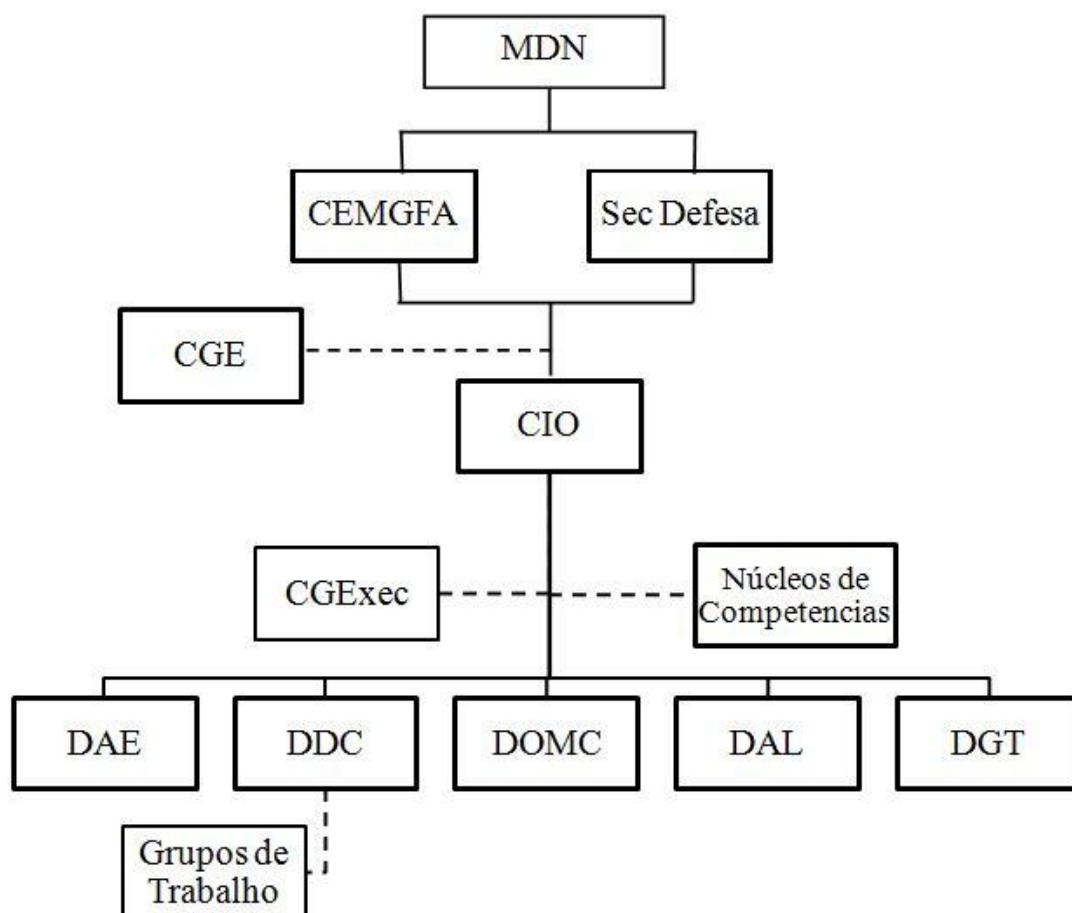 MDN
CEMGFA
Sec Defesa
CGE
CIO
CGExec
Núcleos de
Competencias
DAE
DDC
DOMC
DAL
DGT
Grupos de
Trabalho